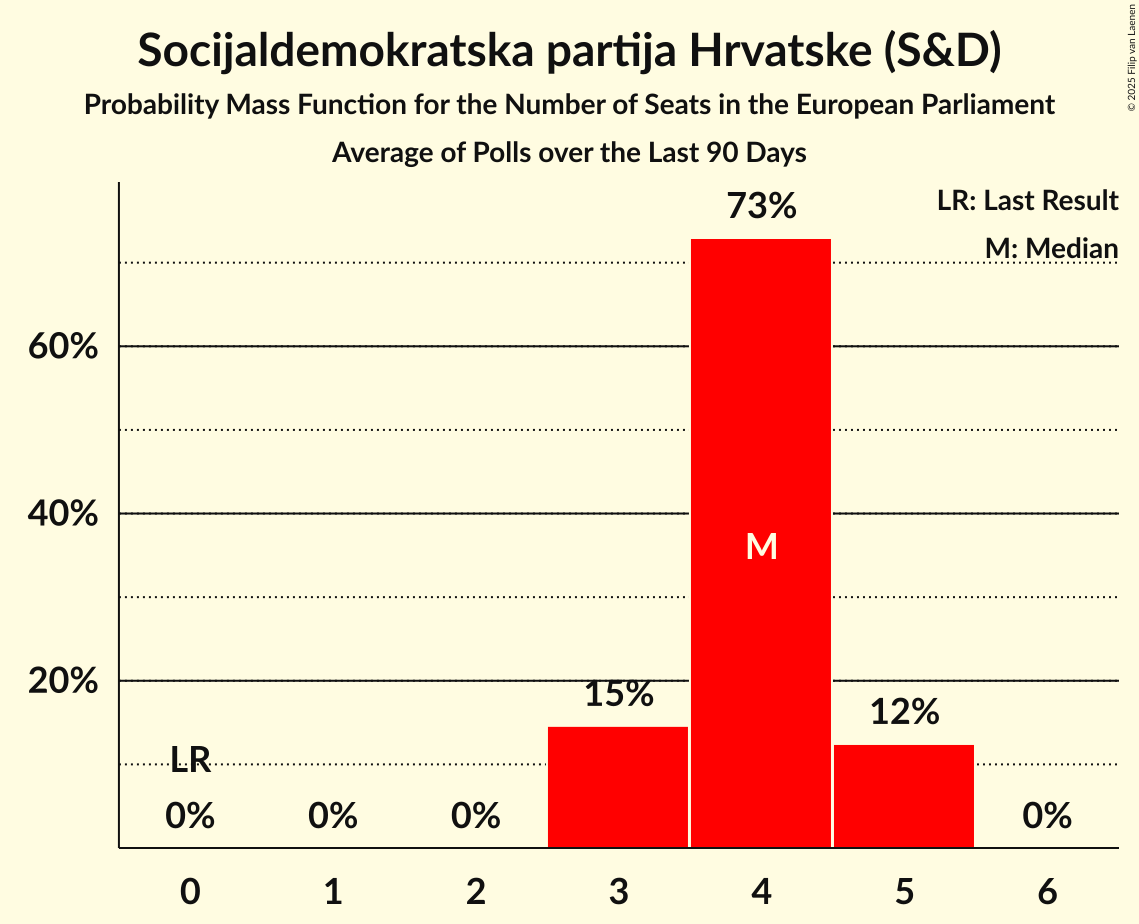 Socijaldemokratska partija Hrvatske (S&D)
Probability Mass Function for the Number of Seats in the European Parliament
Average of Polls over the Last 90 Days
© 2025 Filip van Laenen
LR: Last Result
M: Median
73%
60%
40%
M
20%
15%
12%
LR
0%
0%
0%
0%
0
1
2
3
4
5
6